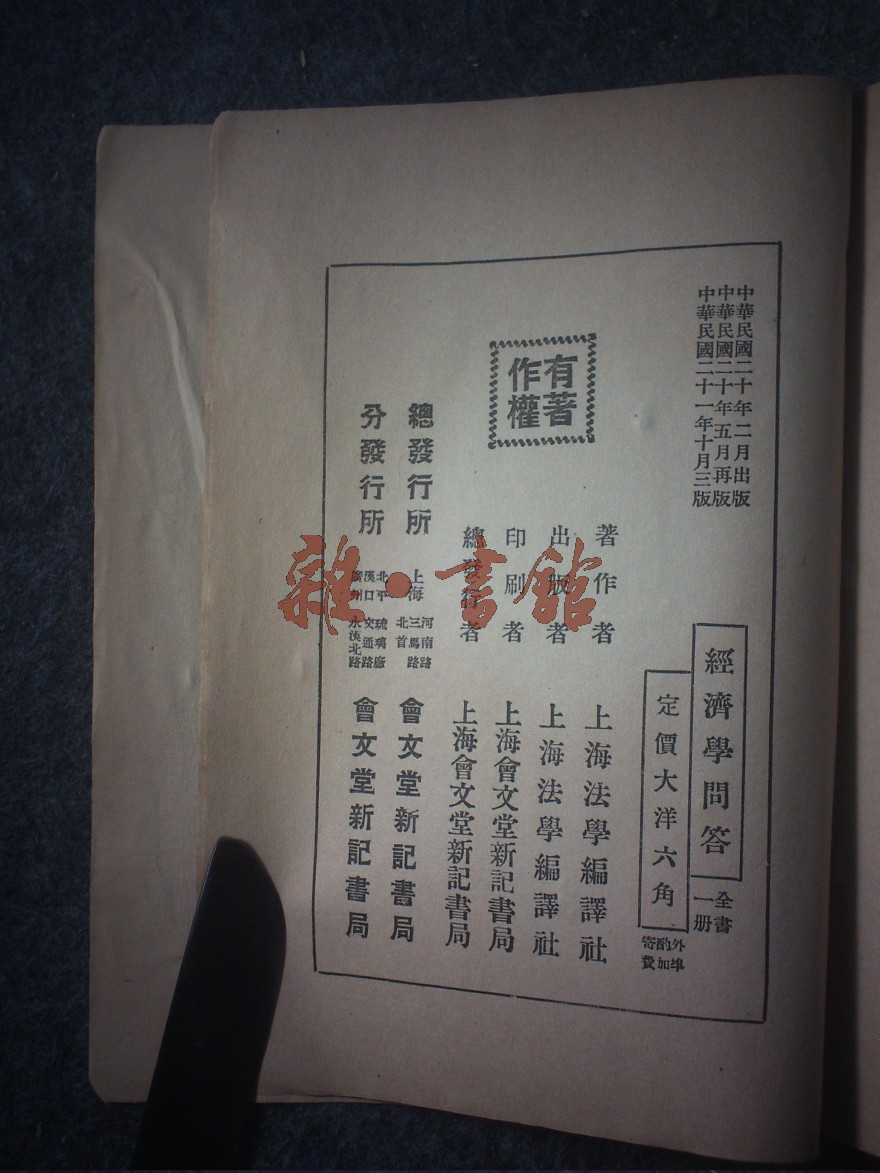 中華民國二十年二月出版
中華民國二十年五月再版
中華民國二十一年十月三版
經濟學問答
全書一册
定價大洋六角
外埠酌加寄費
有著作權
著作者 上海法學編譯社
出版者 上海法學編譯社
印刷者 上海會文堂新記書局
總發行者 上海會文堂新記書局
總發行所 上海 河南路三馬路北首 會文堂新記書局
分發行所 北平 琉璃廠 漢口 交通路 廣州 永漢北路 會文堂新記書局
雜·書館